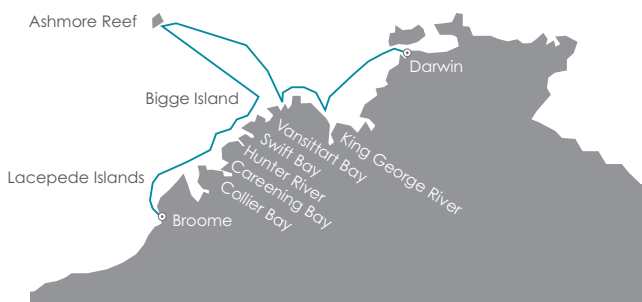 Ashmore Reef
Darwin
Bigge Island
Vansittart Bay
King George River
Swift Bay
Hunter River
Careening Bay
Collier Bay
Lacepede Islands
Broome